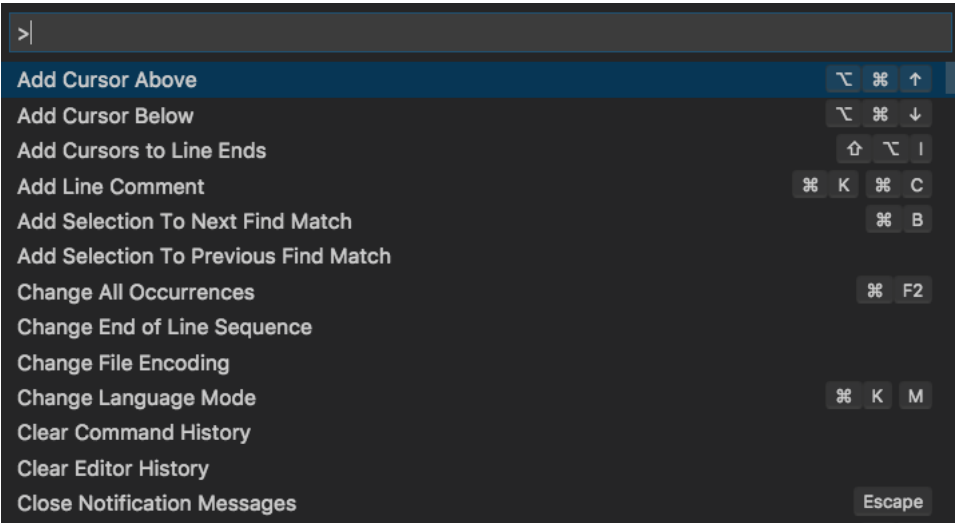 >
Add Cursor Above ⌥ ⌘ ↑
Add Cursor Below ⌥ ⌘ ↓
Add Cursors to Line Ends ⇧ ⌥ I
Add Line Comment ⌘ K ⌘ C
Add Selection To Next Find Match ⌘ B
Add Selection To Previous Find Match
Change All Occurrences ⌘ F2
Change End of Line Sequence
Change File Encoding
Change Language Mode ⌘ K M
Clear Command History
Clear Editor History
Close Notification Messages Escape